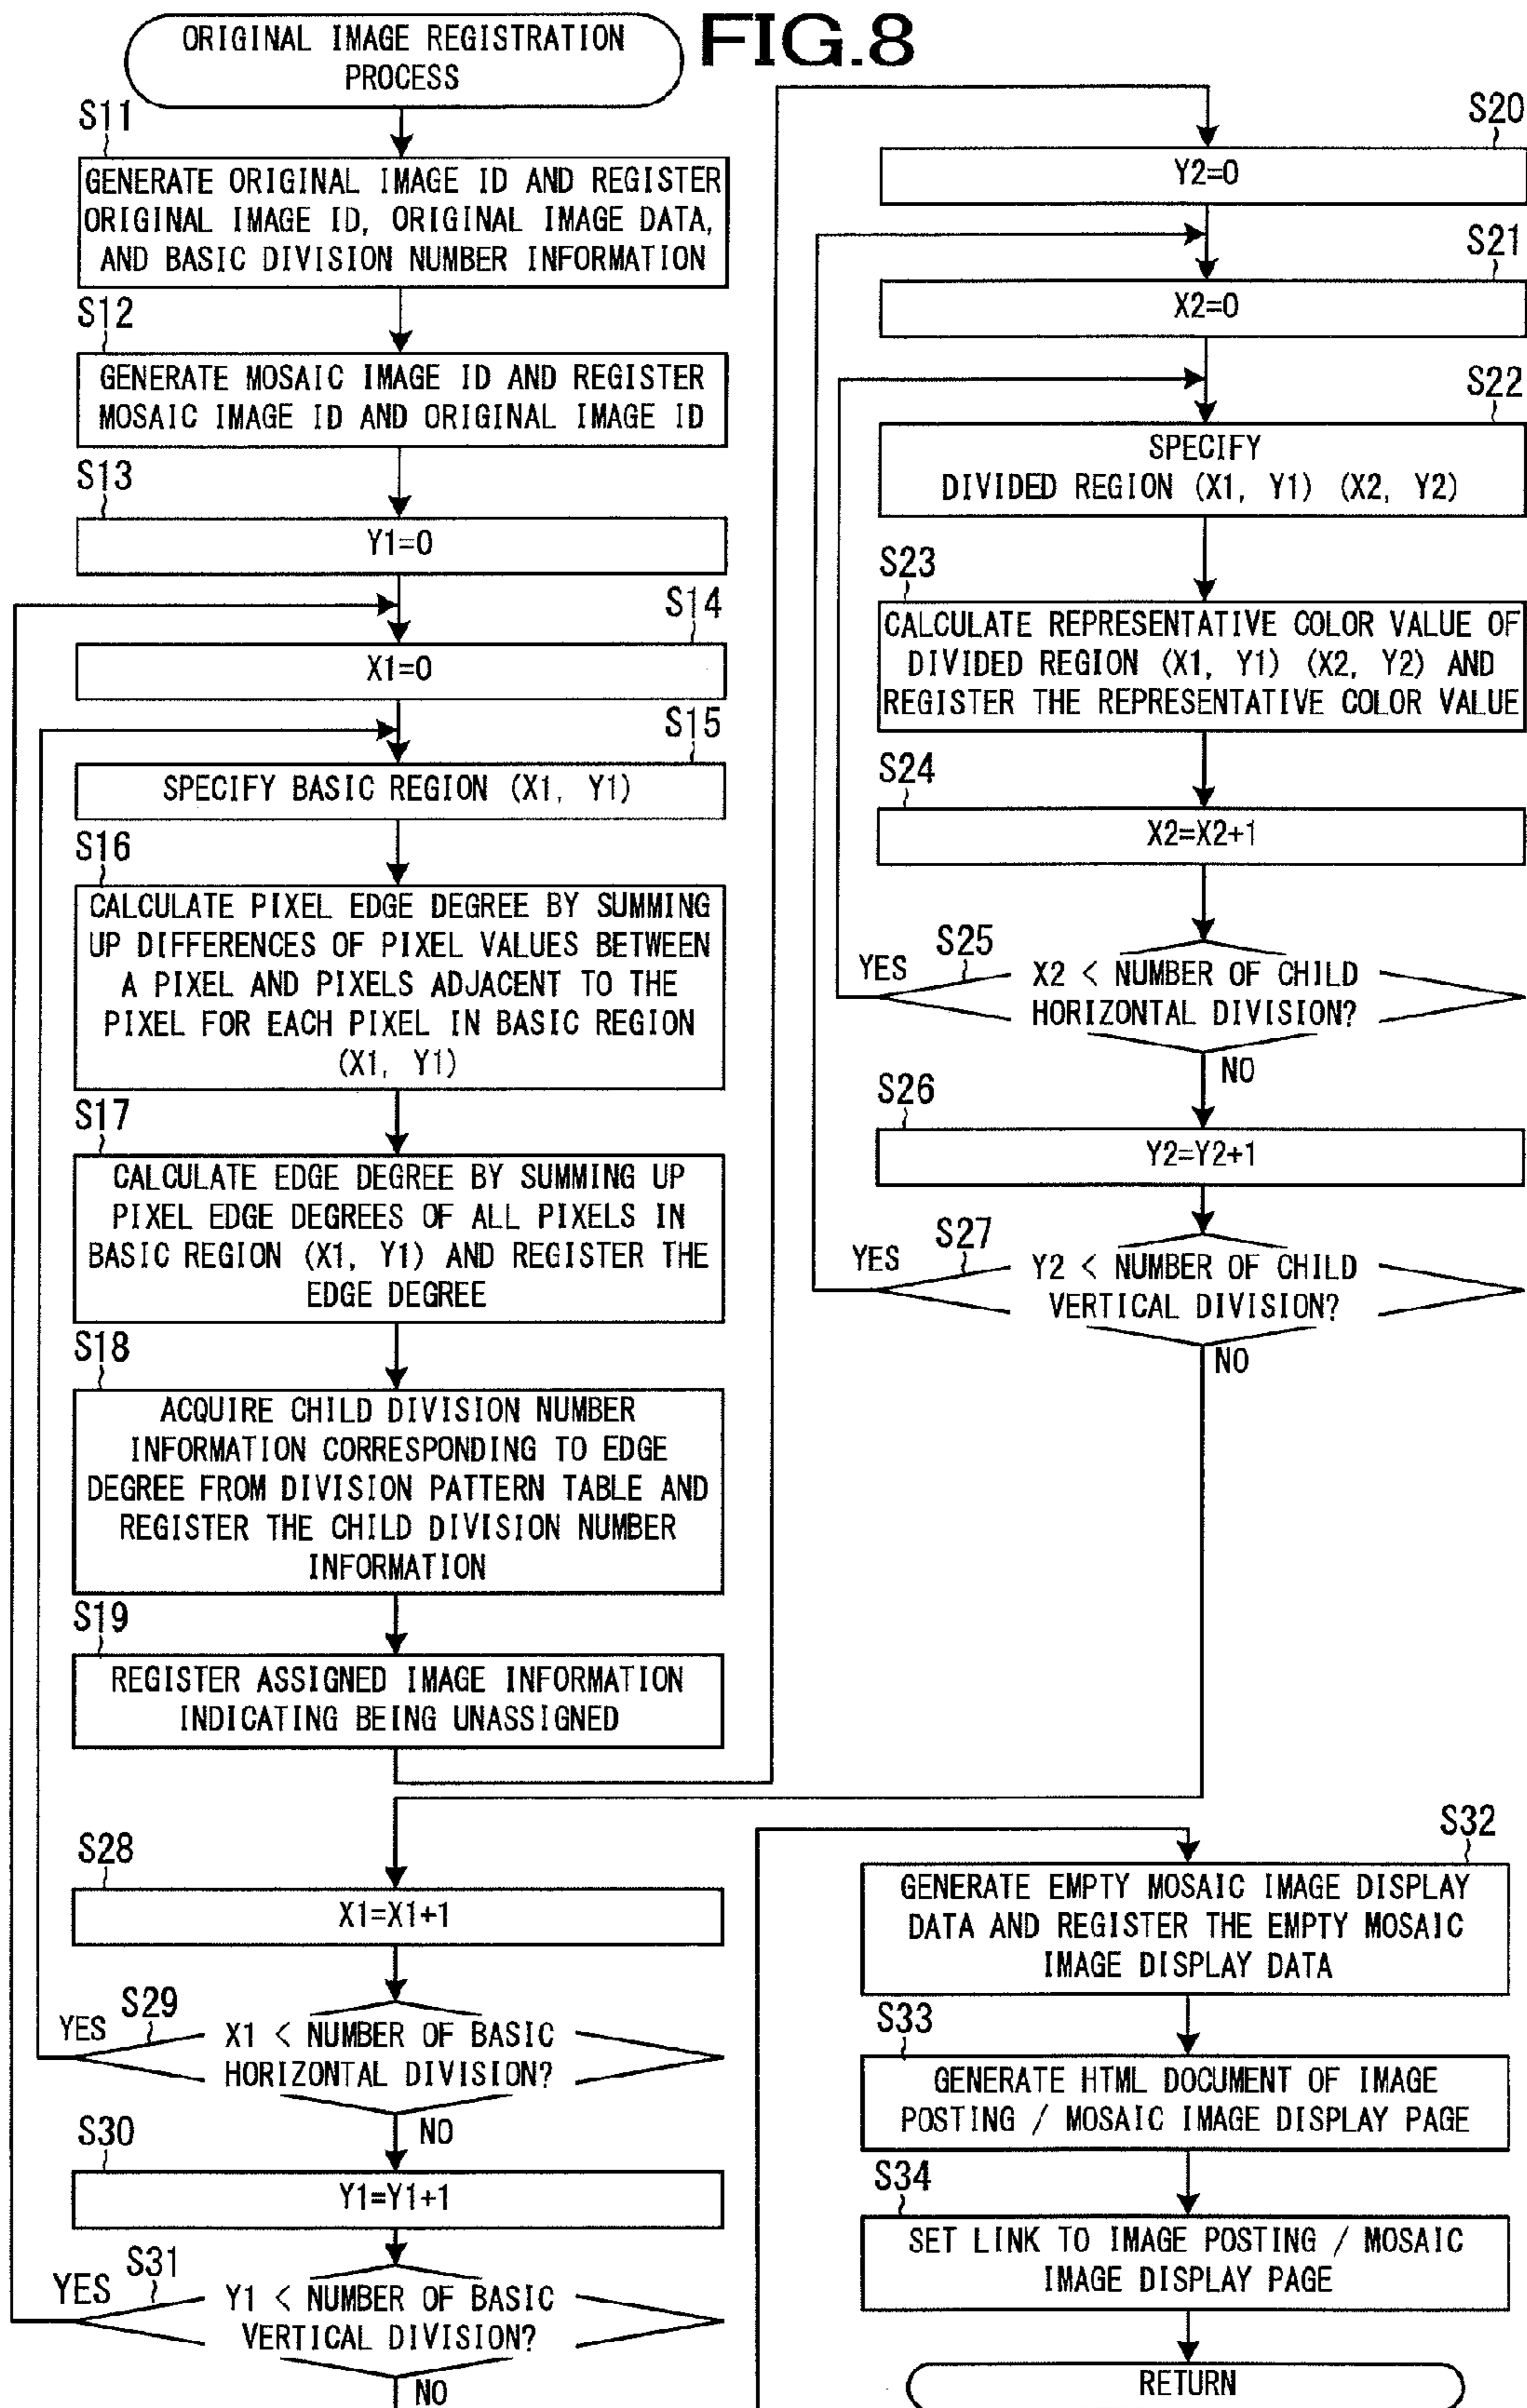 FIG.8
ORIGINAL IMAGE REGISTRATION
PROCESS
S11
GENERATE ORIGINAL IMAGE ID AND REGISTER
ORIGINAL IMAGE ID, ORIGINAL IMAGE DATA,
AND BASIC DIVISION NUMBER INFORMATION
S12
GENERATE MOSAIC IMAGE ID AND REGISTER
MOSAIC IMAGE ID AND ORIGINAL IMAGE ID
S13
Y1=0
S14
X1=0
S15
SPECIFY BASIC REGION (X1, Y1)
S16
CALCULATE PIXEL EDGE DEGREE BY SUMMING
UP DIFFERENCES OF PIXEL VALUES BETWEEN
A PIXEL AND PIXELS ADJACENT TO THE
PIXEL FOR EACH PIXEL IN BASIC REGION
(X1, Y1)
S17
CALCULATE EDGE DEGREE BY SUMMING UP
PIXEL EDGE DEGREES OF ALL PIXELS IN
BASIC REGION (X1, Y1) AND REGISTER THE
EDGE DEGREE
S18
ACQUIRE CHILD DIVISION NUMBER
INFORMATION CORRESPONDING TO EDGE
DEGREE FROM DIVISION PATTERN TABLE AND
REGISTER THE CHILD DIVISION NUMBER
INFORMATION
S19
REGISTER ASSIGNED IMAGE INFORMATION
INDICATING BEING UNASSIGNED
S20
Y2=0
S21
X2=0
S22
SPECIFY
DIVIDED REGION (X1, Y1) (X2, Y2)
S23
CALCULATE REPRESENTATIVE COLOR VALUE OF
DIVIDED REGION (X1, Y1) (X2, Y2) AND
REGISTER THE REPRESENTATIVE COLOR VALUE
S24
X2=X2+1
S25
YES
X2 < NUMBER OF CHILD
HORIZONTAL DIVISION?
NO
S26
Y2=Y2+1
S27
YES
Y2 < NUMBER OF CHILD
VERTICAL DIVISION?
NO
S28
X1=X1+1
S29
YES
X1 < NUMBER OF BASIC
HORIZONTAL DIVISION?
NO
S30
Y1=Y1+1
S31
YES
Y1 < NUMBER OF BASIC
VERTICAL DIVISION?
NO
S32
GENERATE EMPTY MOSAIC IMAGE DISPLAY
DATA AND REGISTER THE EMPTY MOSAIC
IMAGE DISPLAY DATA
S33
GENERATE HTML DOCUMENT OF IMAGE
POSTING / MOSAIC IMAGE DISPLAY PAGE
S34
SET LINK TO IMAGE POSTING / MOSAIC
IMAGE DISPLAY PAGE
RETURN